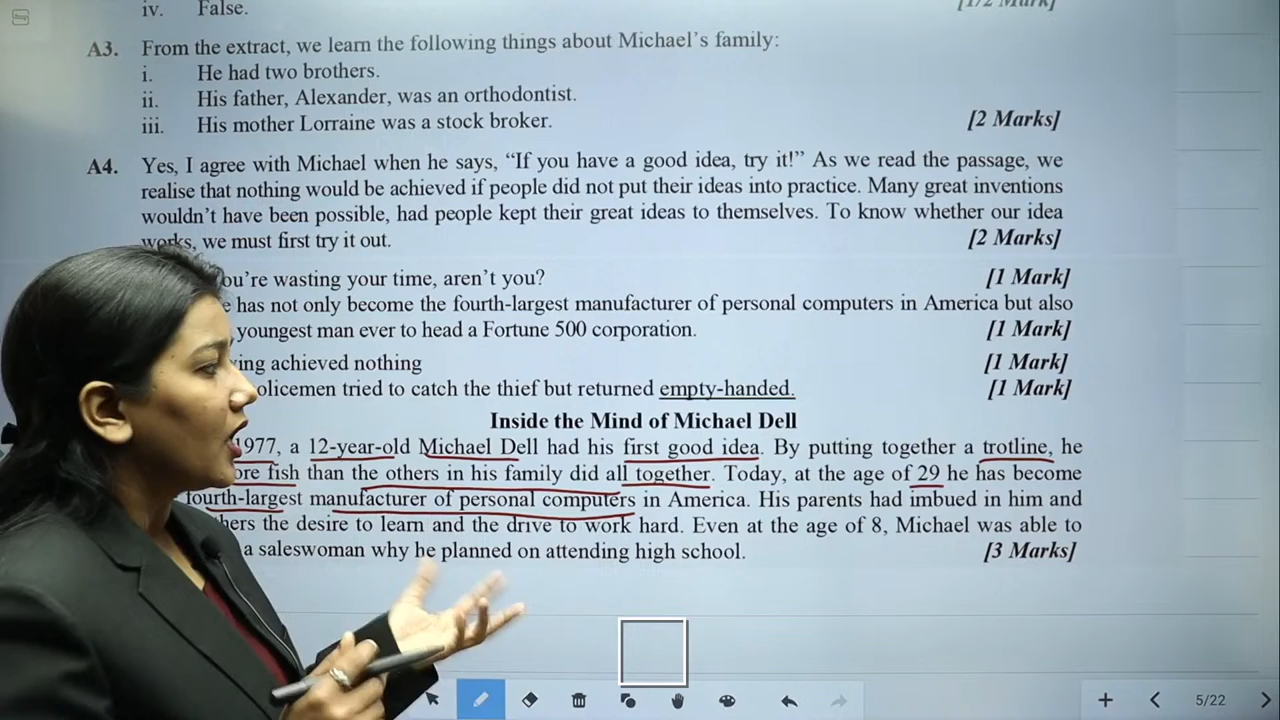 iv. False.
A3. From the extract, we learn the following things about Michael's family:
i. He had two brothers.
ii. His father, Alexander, was an orthodontist.
iii. His mother Lorraine was a stock broker. [2 Marks]
A4. Yes, I agree with Michael when he says, “If you have a good idea, try it!” As we read the passage, we
realise that nothing would be achieved if people did not put their ideas into practice. Many great inventions
wouldn't have been possible, had people kept their great ideas to themselves. To know whether our idea
works, we must first try it out. [2 Marks]
ou're wasting your time, aren't you? [1 Mark]
has not only become the fourth-largest manufacturer of personal computers in America but also
youngest man ever to head a Fortune 500 corporation. [1 Mark]
ing achieved nothing [1 Mark]
olicemen tried to catch the thief but returned empty-handed. [1 Mark]
Inside the Mind of Michael Dell
1977, a 12-year-old Michael Dell had his first good idea. By putting together a trotline, he
ore fish than the others in his family did all together. Today, at the age of 29 he has become
fourth-largest manufacturer of personal computers in America. His parents had imbued in him and
hers the desire to learn and the drive to work hard. Even at the age of 8, Michael was able to
a saleswoman why he planned on attending high school. [3 Marks]
5/22